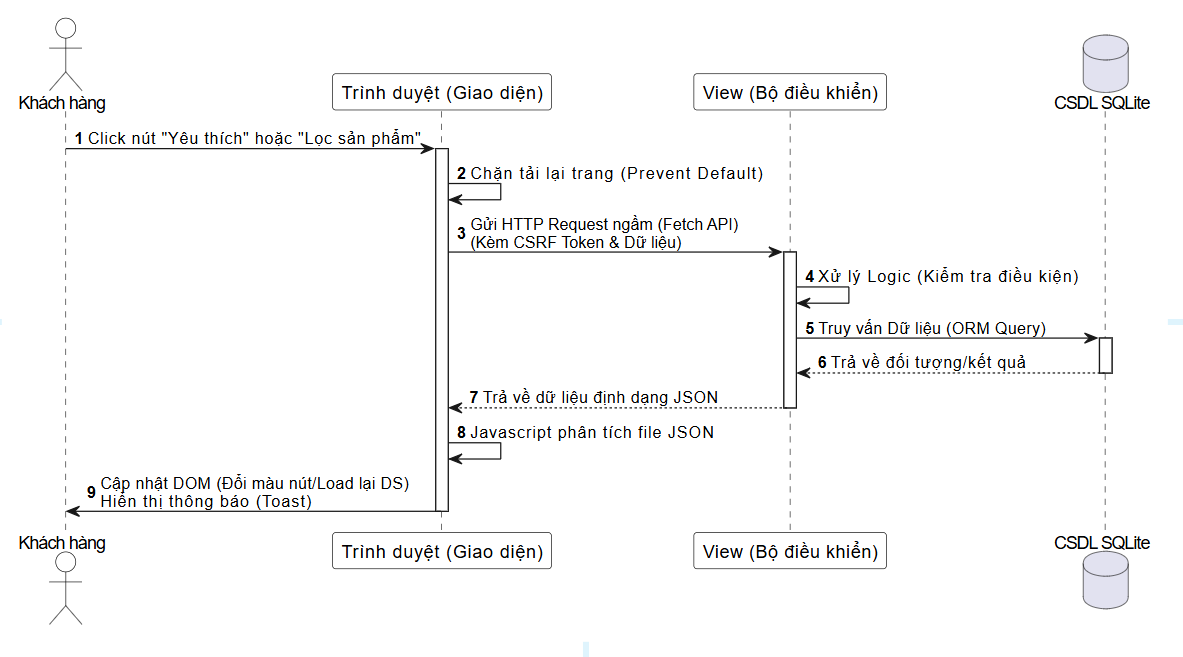 Khách hàng
Trình duyệt (Giao diện)
View (Bộ điều khiển)
CSDL SQLite
1 Click nút "Yêu thích" hoặc "Lọc sản phẩm"
2 Chặn tải lại trang (Prevent Default)
3 Gửi HTTP Request ngầm (Fetch API)
(Kèm CSRF Token & Dữ liệu)
4 Xử lý Logic (Kiểm tra điều kiện)
5 Truy vấn Dữ liệu (ORM Query)
6 Trả về đối tượng/kết quả
7 Trả về dữ liệu định dạng JSON
8 Javascript phân tích file JSON
9 Cập nhật DOM (Đổi màu nút/Load lại DS)
Hiển thị thông báo (Toast)
Khách hàng
Trình duyệt (Giao diện)
View (Bộ điều khiển)
CSDL SQLite